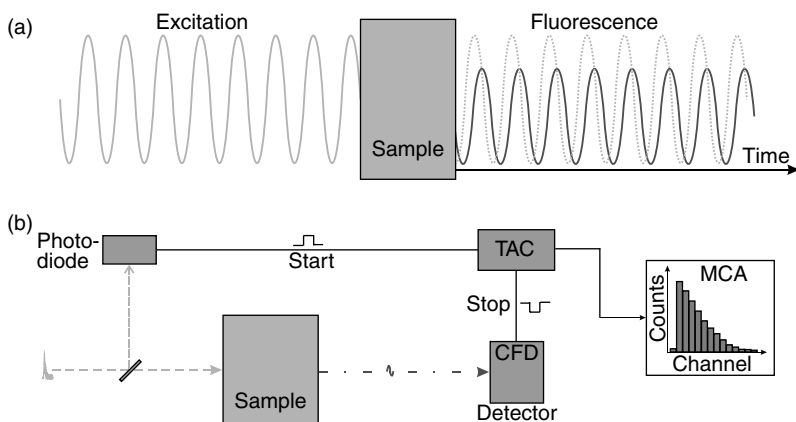 (a)
Excitation
Fluorescence
Sample
Time
(b)
Photo-
diode
Start
TAC
MCA
Counts
Channel
Stop
CFD
Detector
Sample